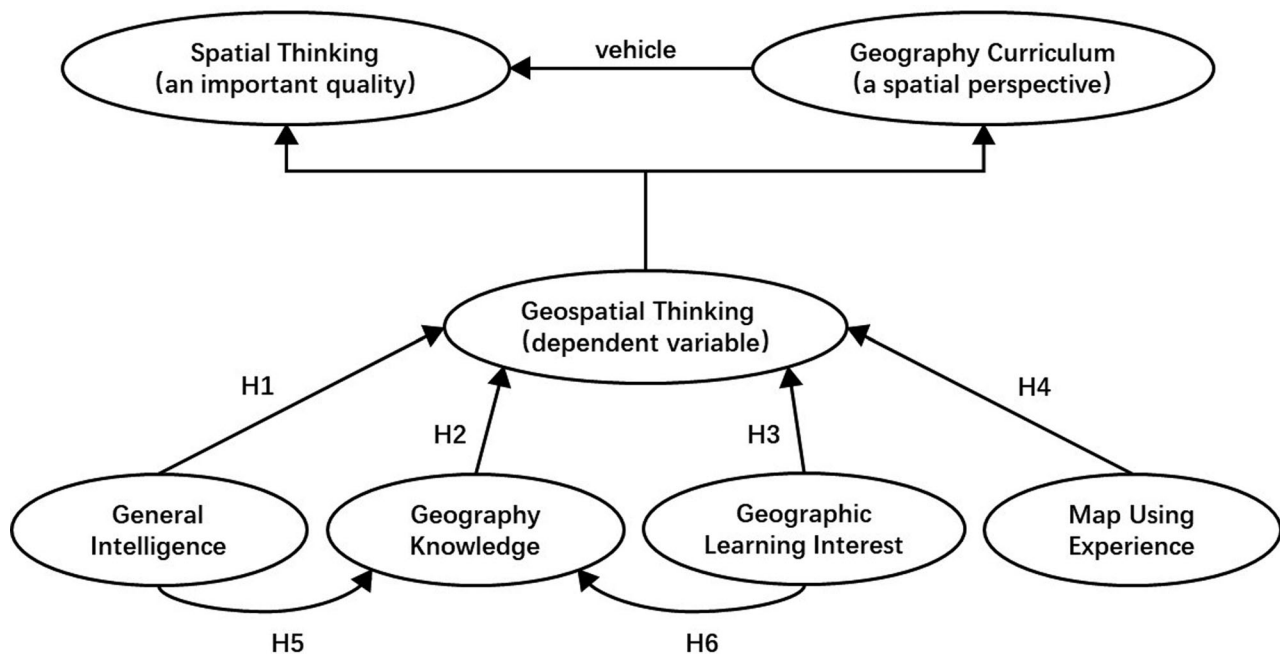 Spatial Thinking
(an important quality)
vehicle
Geography Curriculum
(a spatial perspective)
Geospatial Thinking
(dependent variable)
H1
H2
H3
H4
General
Intelligence
Geography
Knowledge
Geographic
Learning Interest
Map Using
Experience
H5
H6